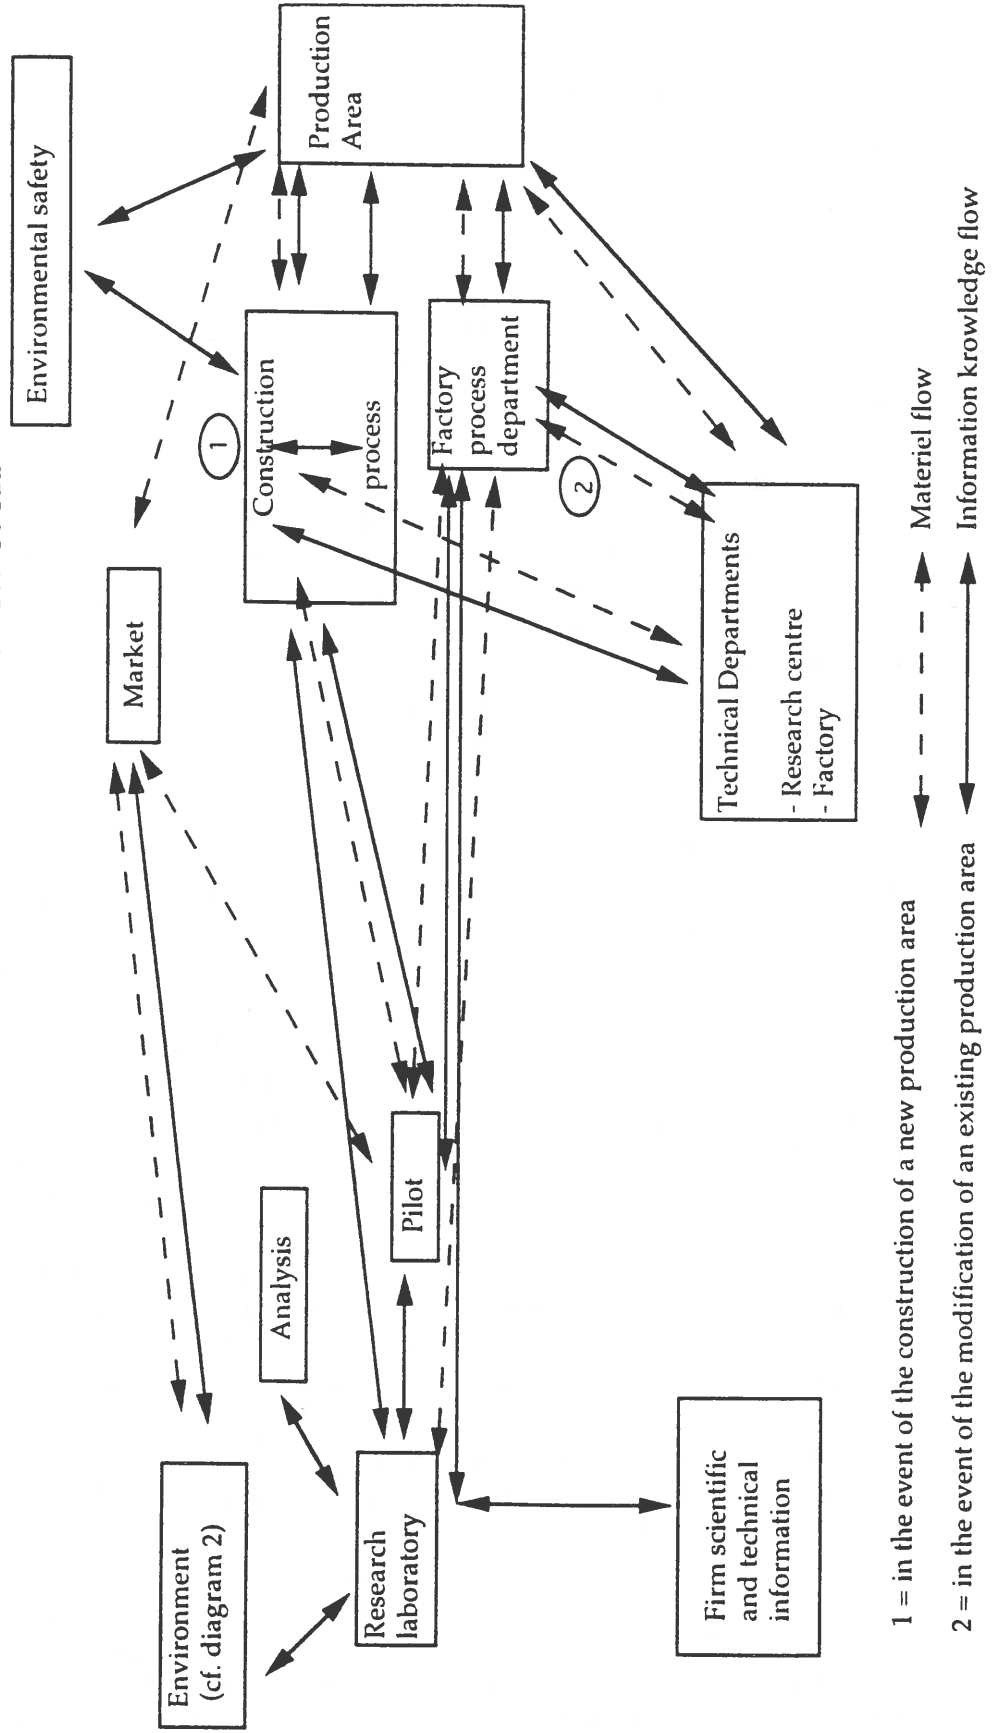 Environment
(cf. diagram 2)
Research
laboratory
Firm scientific
and technical
information
Analysis
Pilot
Market
Technical Departments
- Research centre
- Factory
1
Construction
process
Factory
process
department
2
Environmental safety
Production
Area
1 = in the event of the construction of a new production area
Materiel flow
2 = in the event of the modification of an existing production area
Information krowledge flow